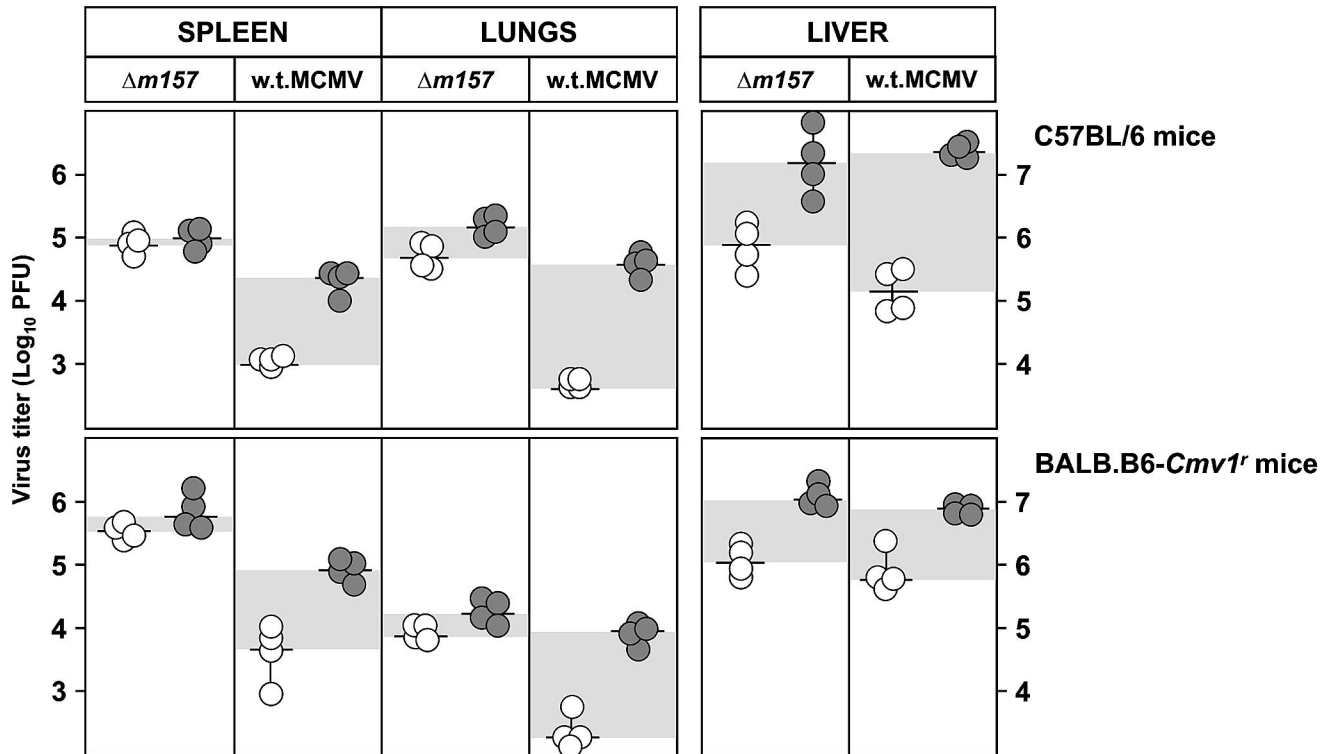 SPLEEN LUNGS LIVER
Δm157 w.t.MCMV Δm157 w.t.MCMV Δm157 w.t.MCMV
C57BL/6 mice
6 7
5 6
4 5
3 4
Virus titer (Log₁₀ PFU)
BALB.B6-Cmv1ʳ mice
6 7
5 6
4 5
3 4